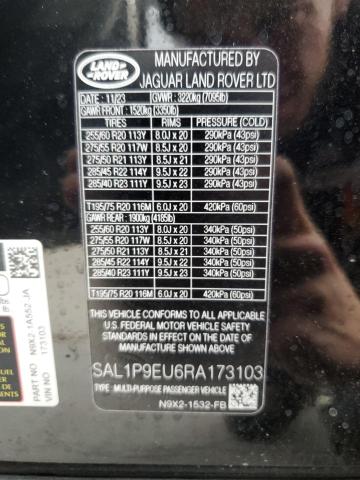 LAND-ROVER
MANUFACTURED BY
JAGUAR LAND ROVER LTD
DATE: 11/23 GVWR: 3220kg (7095lb)
GAWR FRONT: 1520kg (3350lb)
TIRES RIMS PRESSURE (COLD)
255/60 R20 113Y 8.0J x 20 290kPa (43psi)
275/55 R20 117W 8.0J x 20 290kPa (43psi)
275/50 R21 113Y 8.5J x 21 290kPa (43psi)
285/45 R22 114Y 9.5J x 22 290kPa (43psi)
285/40 R23 111Y 9.5J x 23 290kPa (43psi)
T195/75 R20 116M 6.0J x 20 420kPa (60psi)
GAWR REAR: 1900kg (4185lb)
255/60 R20 113Y 8.0J x 20 340kPa (50psi)
275/55 R20 117W 8.0J x 20 340kPa (50psi)
275/50 R21 113Y 8.5J x 21 340kPa (50psi)
285/45 R22 114Y 9.5J x 22 340kPa (50psi)
285/40 R23 111Y 9.5J x 23 340kPa (50psi)
T195/75 R20 116M 6.0J x 20 420kPa (60psi)
THIS VEHICLE CONFORMS TO ALL APPLICABLE
U.S. FEDERAL MOTOR VEHICLE SAFETY
STANDARDS IN EFFECT ON THE DATE OF
MANUFACTURE SHOWN ABOVE.
SAL1P9EU6RA173103
TYPE: MULTI-PURPOSE PASSENGER VEHICLE
N9X2-1532-FB
PART NO N9X2-1A552-JA
VIN NO 173103